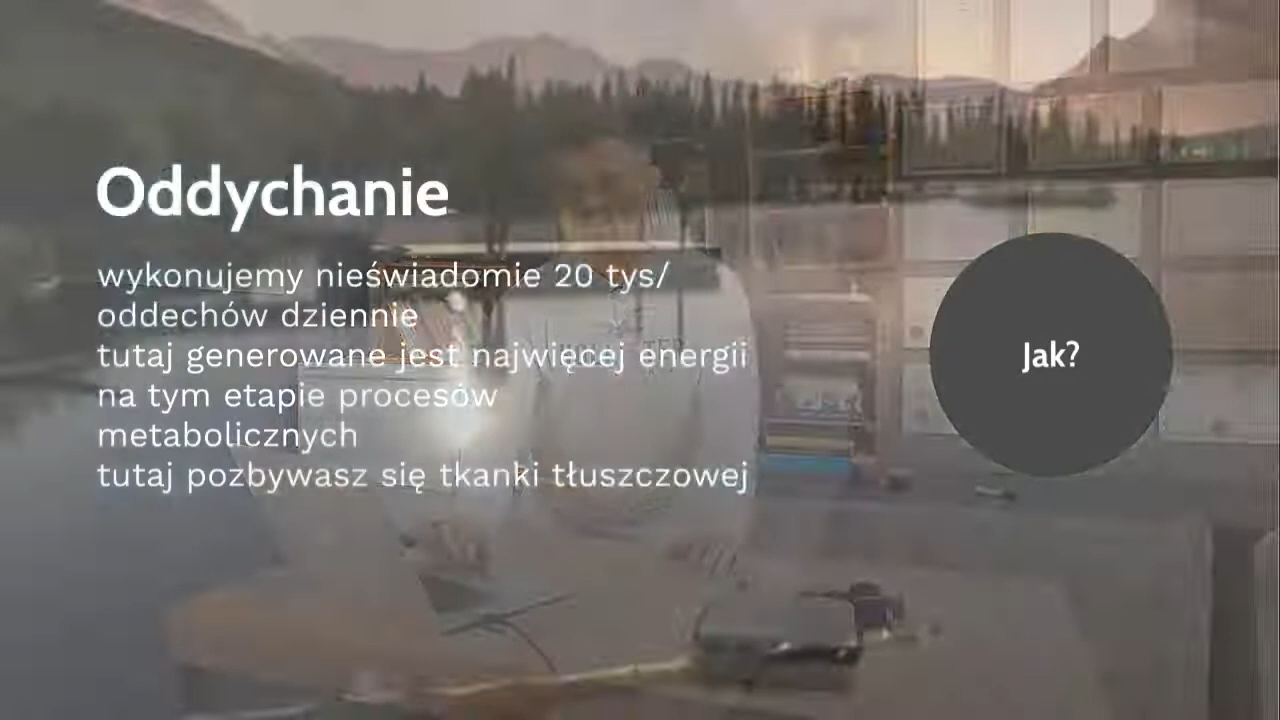 Oddychanie
wykonujemy nieświadomie 20 tys/
oddechów dziennie
tutaj generowane jest najwięcej energii
na tym etapie procesów
metabolicznych
tutaj pozbywasz się tkanki tłuszczowej
Jak?